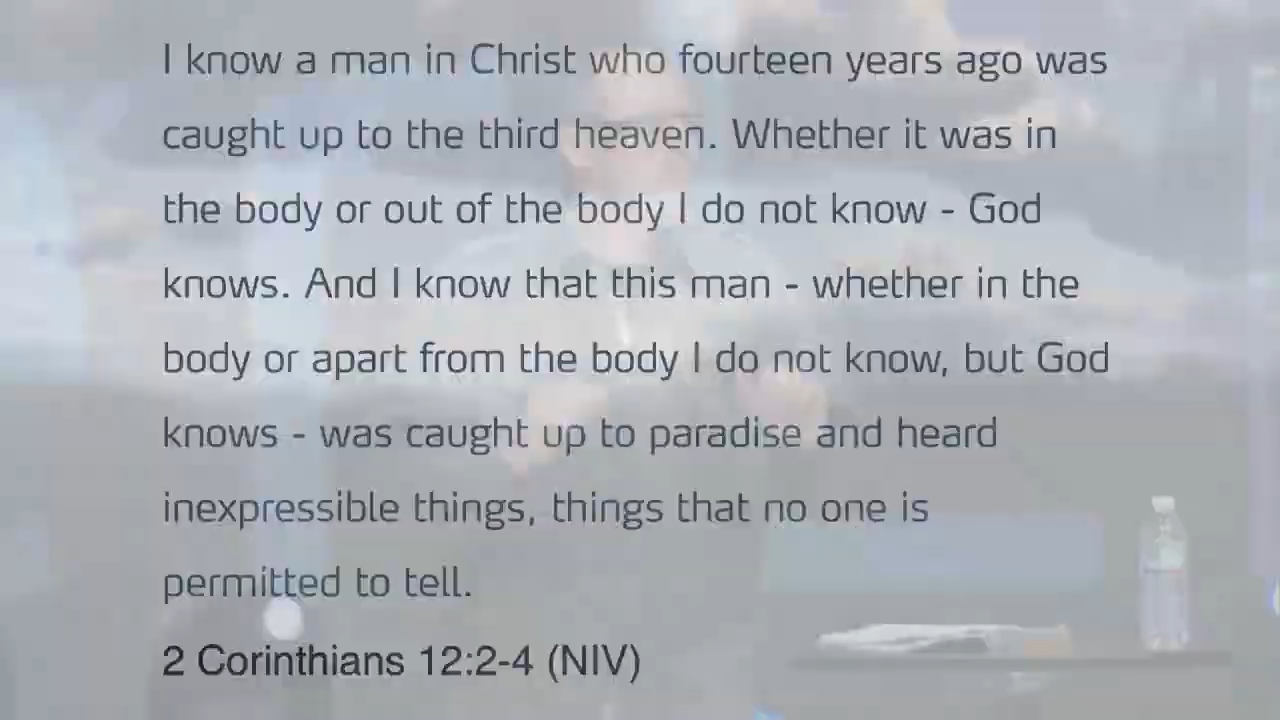 I know a man in Christ who fourteen years ago was
caught up to the third heaven. Whether it was in
the body or out of the body I do not know - God
knows. And I know that this man - whether in the
body or apart from the body I do not know, but God
knows - was caught up to paradise and heard
inexpressible things, things that no one is
permitted to tell.
2 Corinthians 12:2-4 (NIV)